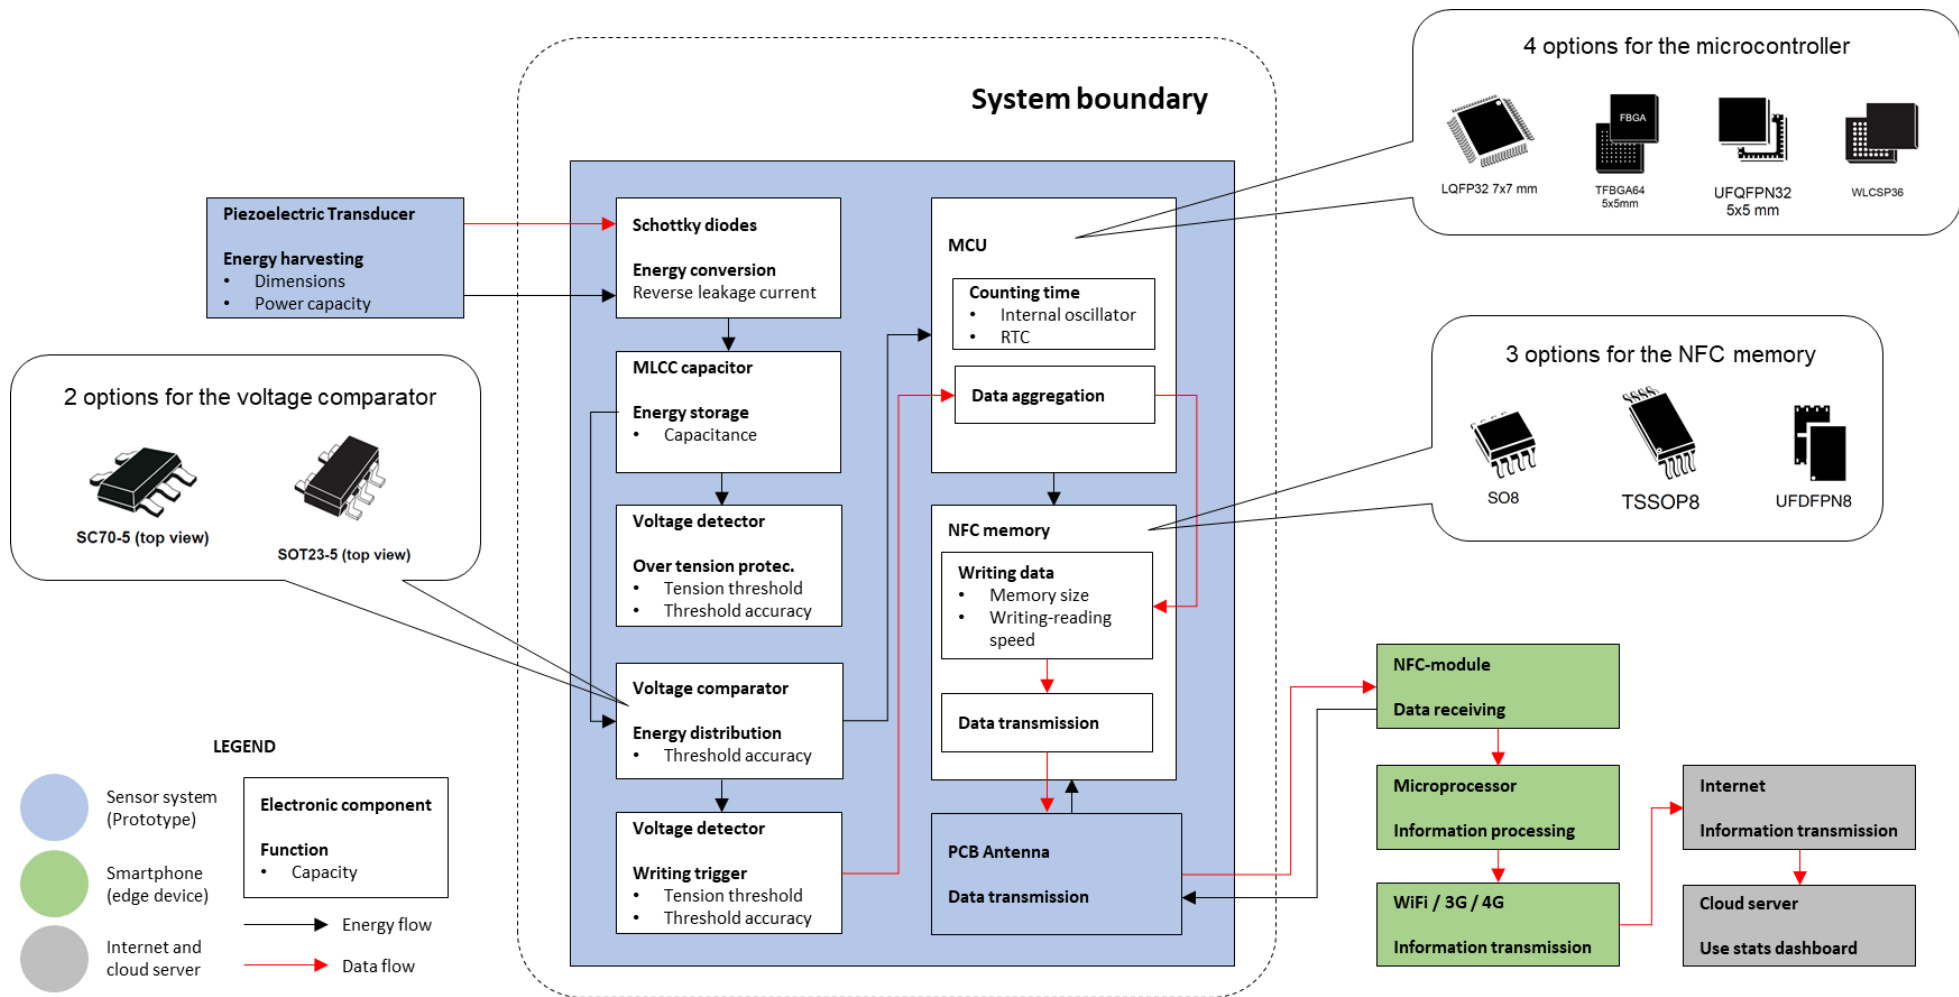 System boundary
4 options for the microcontroller
FBGA
LQFP32 7x7 mm
TFBGA64
5x5mm
UFQFPN32
5x5 mm
WLCSP36
Piezoelectric Transducer
Energy harvesting
• Dimensions
• Power capacity
Schottky diodes
Energy conversion
Reverse leakage current
MCU
Counting time
• Internal oscillator
• RTC
Data aggregation
3 options for the NFC memory
SO8
TSSOP8
UFDFPN8
2 options for the voltage comparator
SC70-5 (top view)
SOT23-5 (top view)
MLCC capacitor
Energy storage
• Capacitance
Voltage detector
Over tension protec.
• Tension threshold
• Threshold accuracy
NFC memory
Writing data
• Memory size
• Writing-reading
speed
Data transmission
Voltage comparator
Energy distribution
• Threshold accuracy
Voltage detector
Writing trigger
• Tension threshold
• Threshold accuracy
PCB Antenna
Data transmission
NFC-module
Data receiving
Microprocessor
Information processing
WiFi / 3G / 4G
Information transmission
Internet
Information transmission
Cloud server
Use stats dashboard
LEGEND
Sensor system
(Prototype)
Smartphone
(edge device)
Internet and
cloud server
Electronic component
Function
• Capacity
Energy flow
Data flow